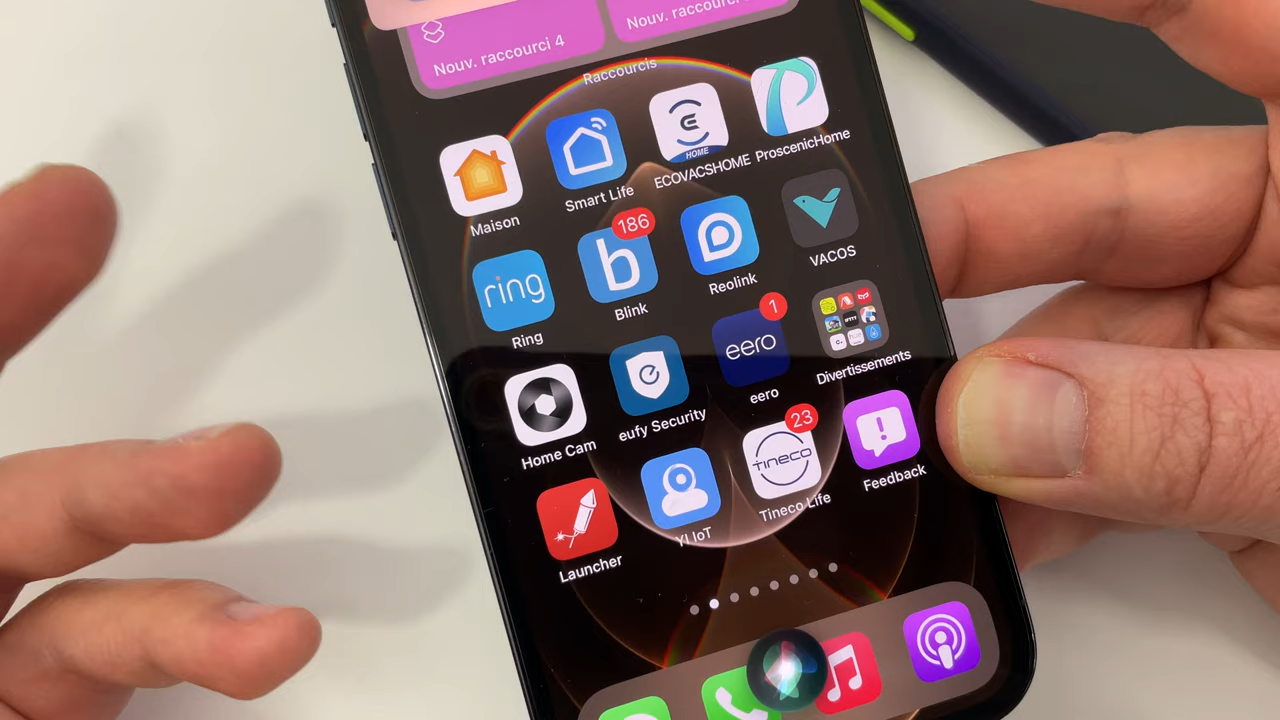 Nouv. raccourci 4
Nouv. raccourci
Raccourcis
Maison
Smart Life
HOME
ECOVACSHOME
ProscenicHome
ring
Ring
b
186
Blink
Reolink
VACOS
Home Cam
e
eufy Security
eero
1
eero
Divertissements
Launcher
YI IoT
Tineco
23
Tineco Life
!
Feedback